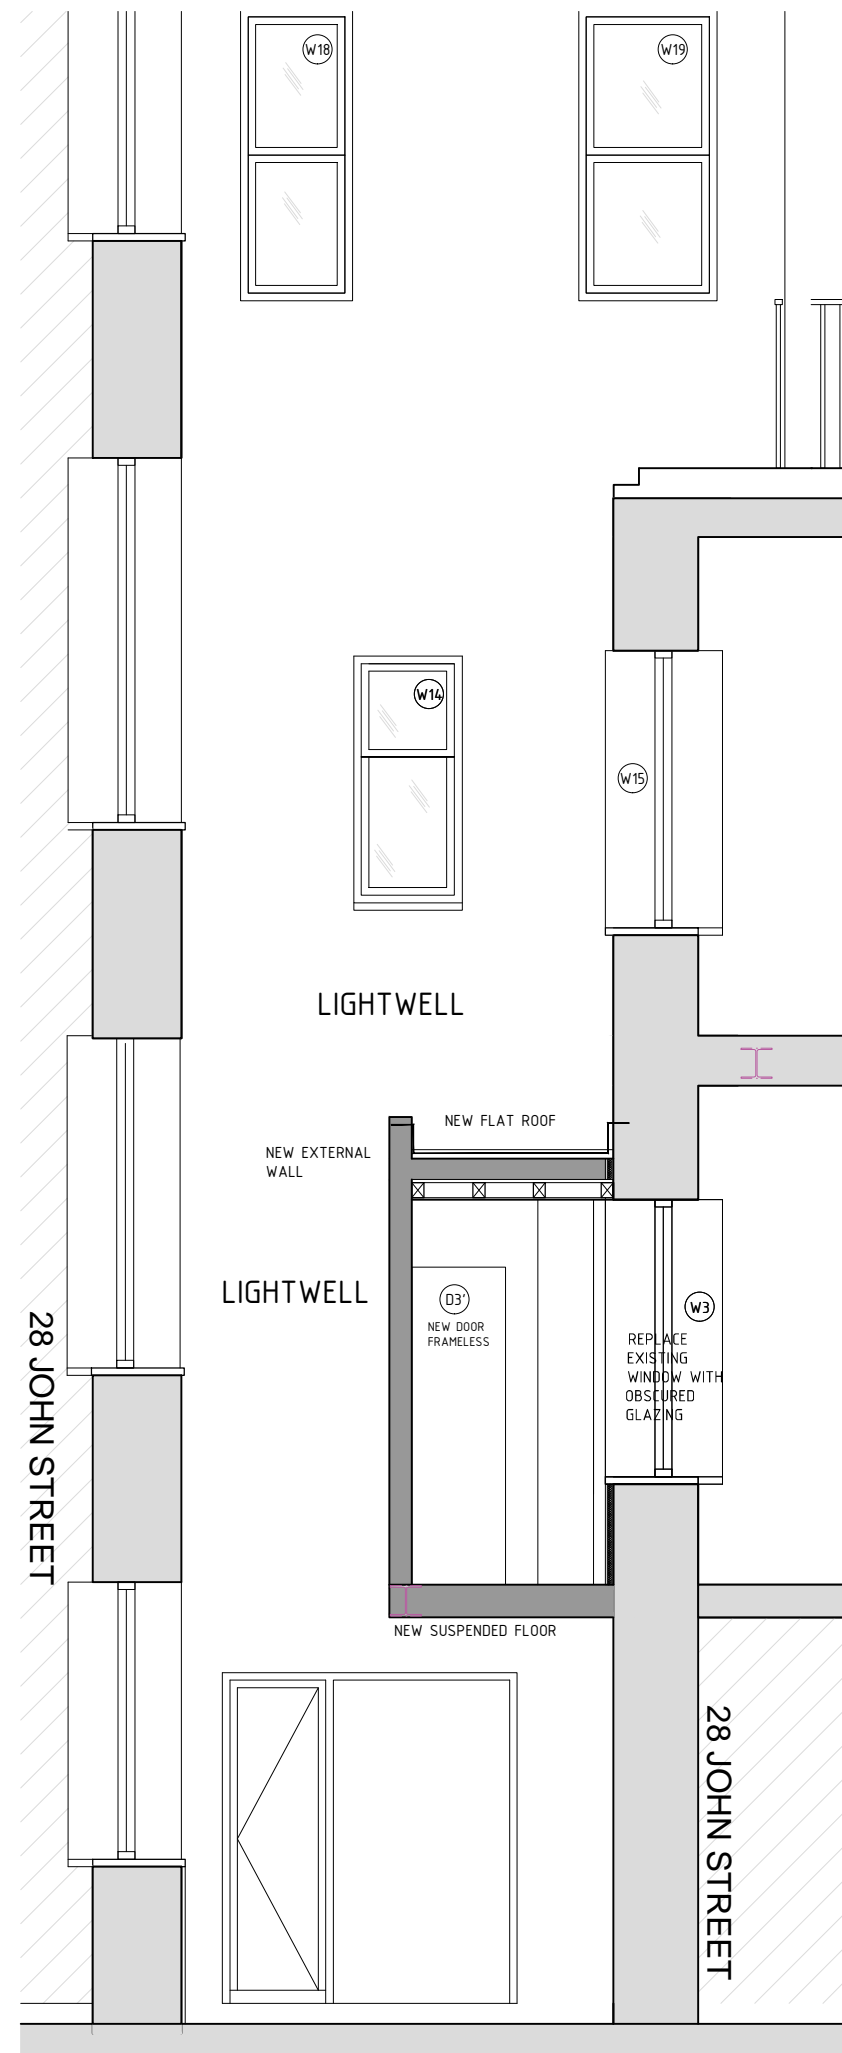 W18
W19
W14
W15
LIGHTWELL
NEW FLAT ROOF
NEW EXTERNAL
WALL
LIGHTWELL
D3'
NEW DOOR
FRAMELESS
W3
REPLACE
EXISTING
WINDOW WITH
OBSCURED
GLAZING
28 JOHN STREET
NEW SUSPENDED FLOOR
28 JOHN STREET